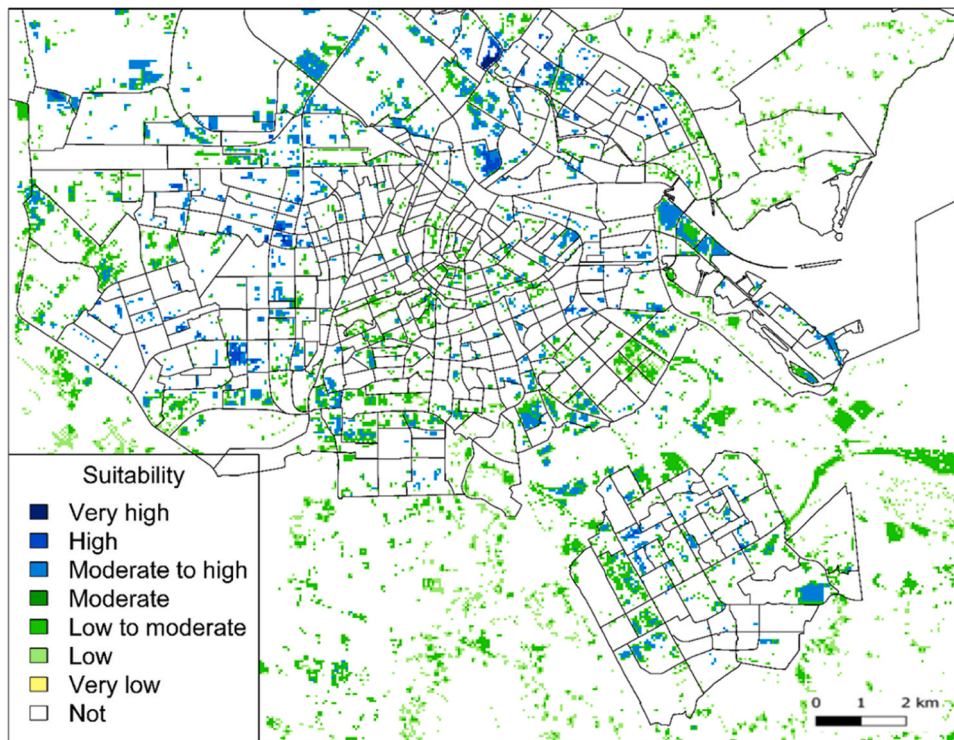 Suitability
Very high
High
Moderate to high
Moderate
Low to moderate
Low
Very low
Not
0 1 2 km